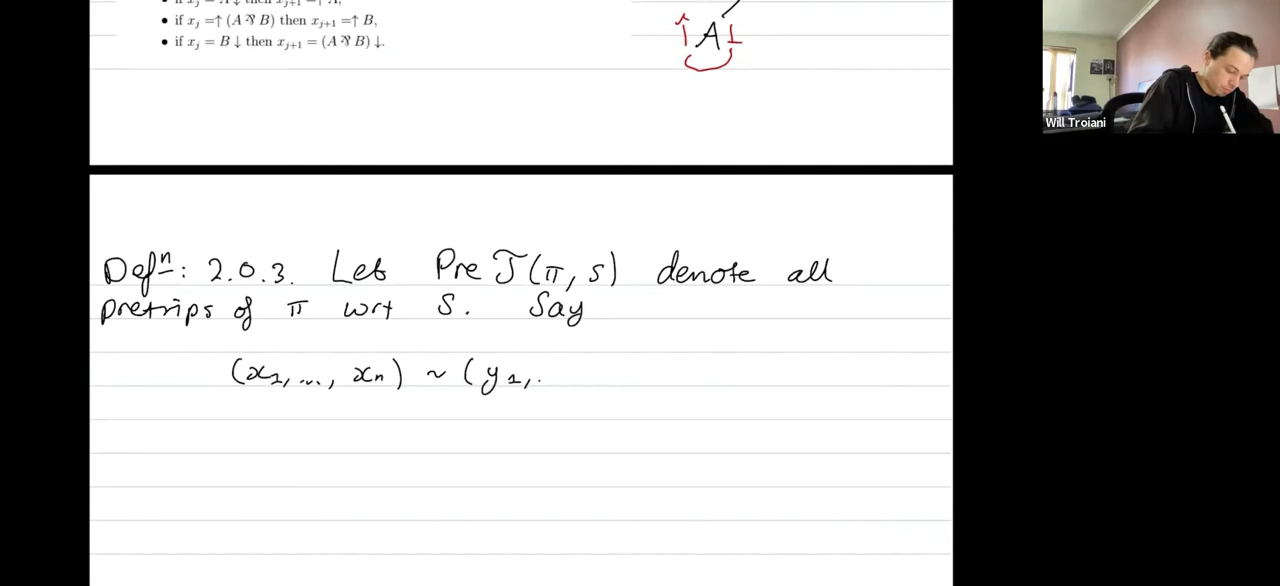 • if xⱼ =↑ (A ⅋ B) then xⱼ₊₁ =↑ B,
• if xⱼ = B ↓ then xⱼ₊₁ = (A ⅋ B) ↓.
↑ A ↓
Will Troiani
Defⁿ: 2.0.3. Let Pre𝒯(π, S) denote all
pretrips of π wrt S. Say
(x₁, ..., xₙ) ~ (y₁, .